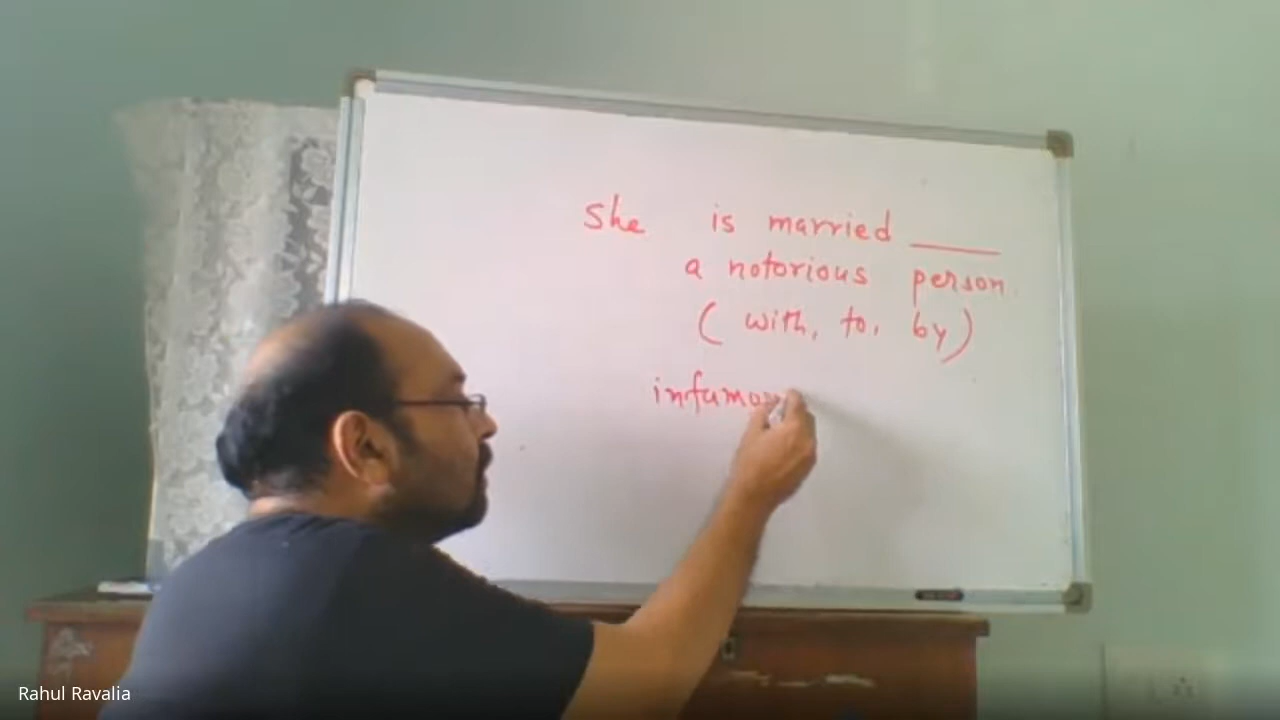 She is married ____
a notorious person.
( with, to, by)
Rahul Ravalia